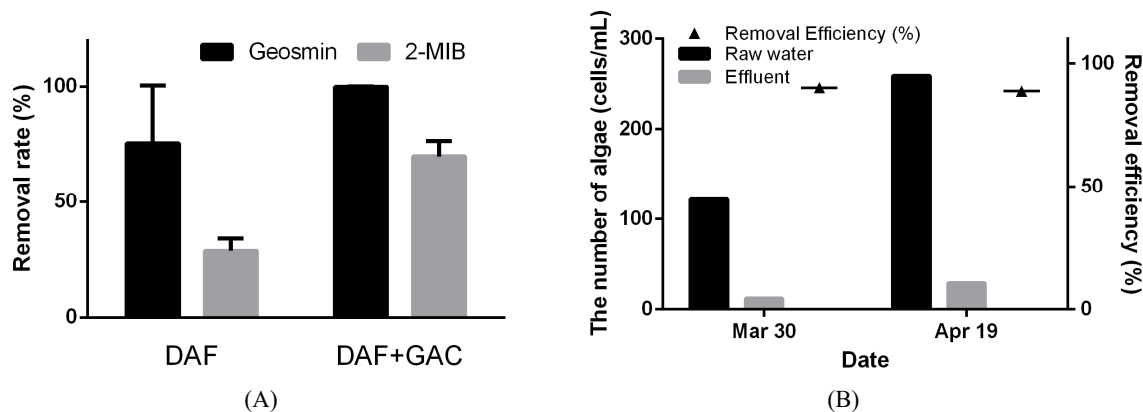 Geosmin
2-MIB
Removal rate (%)
100
50
0
DAF
DAF+GAC
(A)
B)
Removal Efficiency (%)
Raw water
Effluent
The number of algae (cells/mL)
300
200
100
0
Removal efficiency (%)
100
50
0
Mar 30
Apr 19
Date
(B)